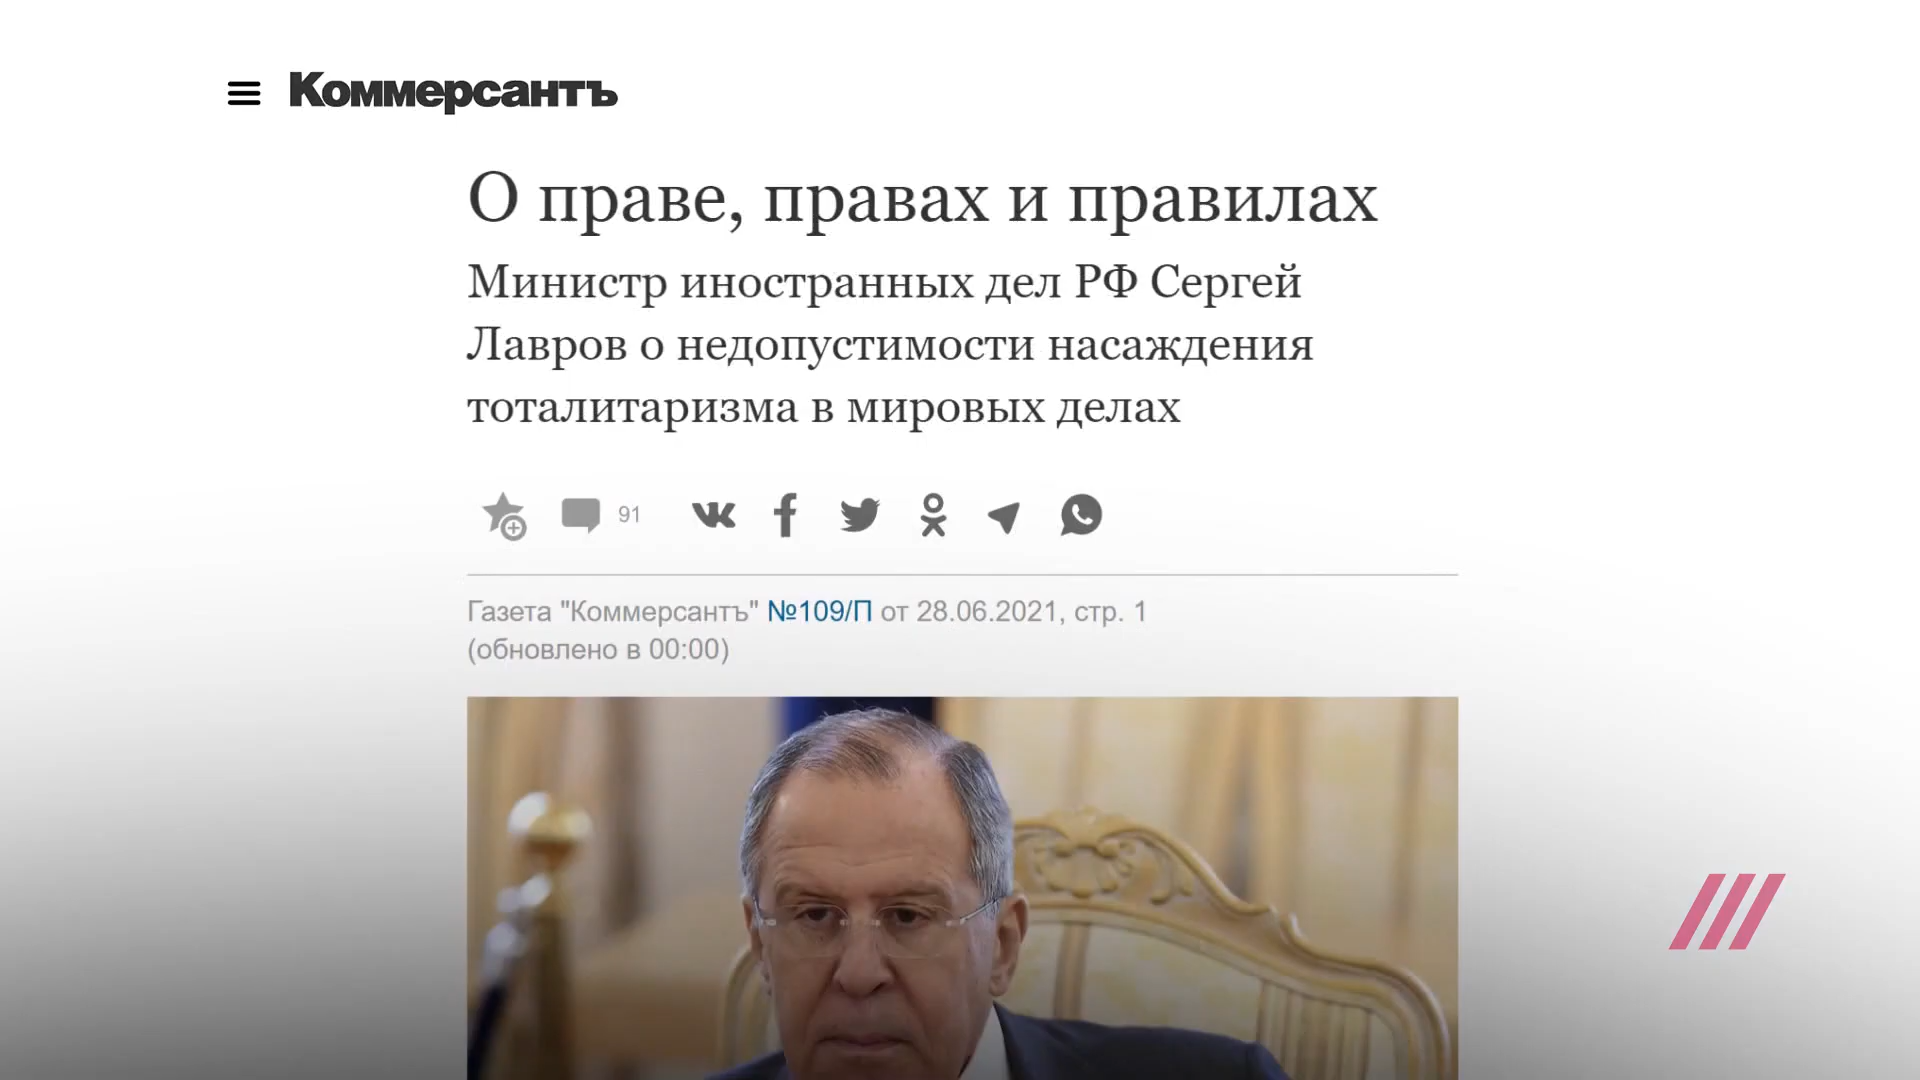 Коммерсантъ
О праве, правах и правилах
Министр иностранных дел РФ Сергей
Лавров о недопустимости насаждения
тоталитаризма в мировых делах
91
Газета "Коммерсантъ" №109/П от 28.06.2021, стр. 1
(обновлено в 00:00)